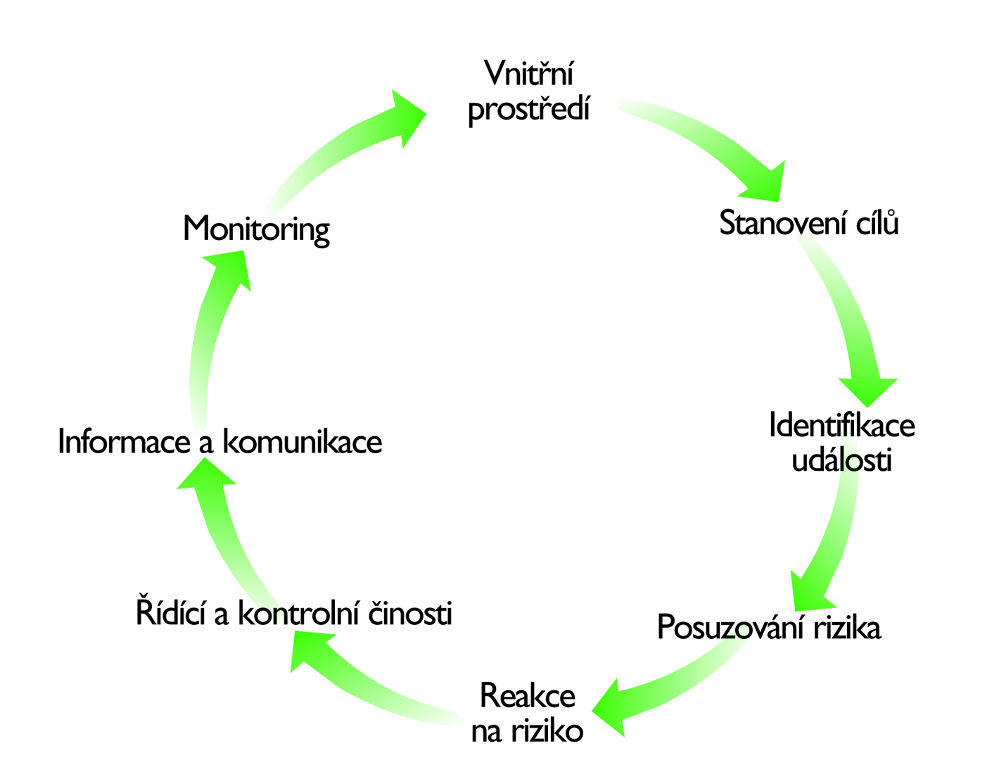 Vnitřní
prostředí
Stanovení cílů
Identifikace
události
Posuzování rizika
Reakce
na riziko
Řídící a kontrolní činosti
Informace a komunikace
Monitoring